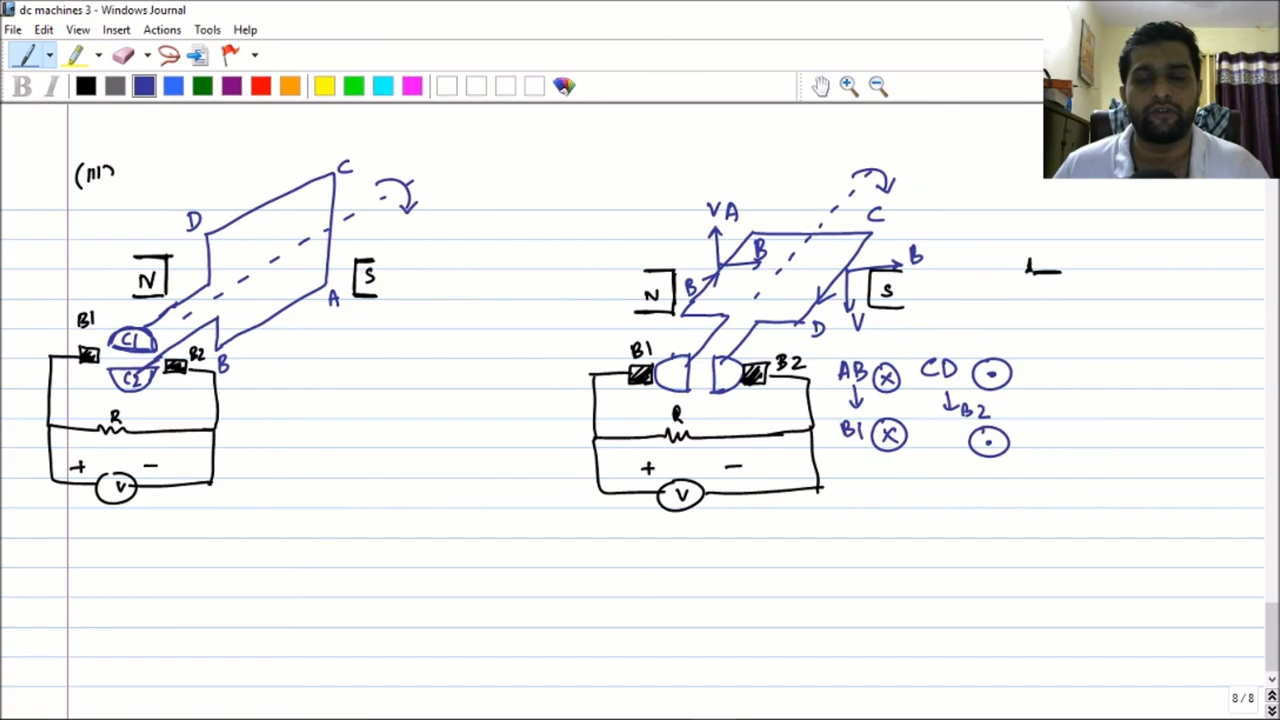 dc machines 3 - Windows Journal
File Edit View Insert Actions Tools Help
B I
(III)
C
D
N
S
A
B1
C1
B2
C2
B
R
+ -
V
V A
C
B
B
B
N
S
D
V
B1
B2
R
+ -
V
AB ⊗ CD ⊙
↓ ↓ B2
B1 ⊗ ⊙
8 / 8